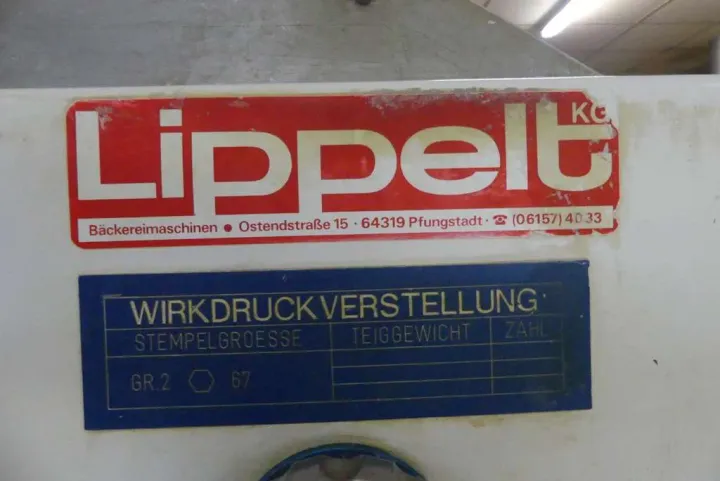 Lippelt KG
Bäckereimaschinen • Ostendstraße 15 · 64319 Pfungstadt · ☎ (06157) 4033
WIRKDRUCKVERSTELLUNG
STEMPELGROESSE TEIGGEWICHT ZAHL
GR.2 ⬡ 67